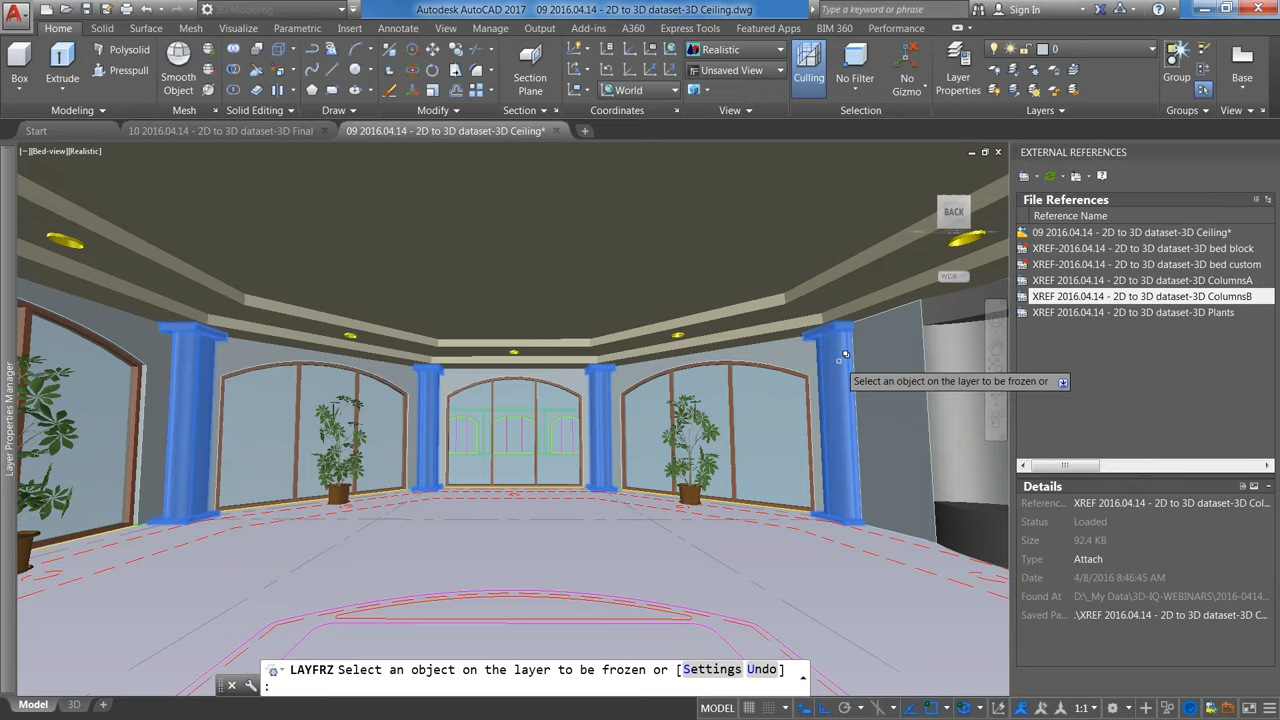 3D Modeling
Autodesk AutoCAD 2017 09 2016.04.14 - 2D to 3D dataset-3D Ceiling.dwg
Type a keyword or phrase
Sign In
Home Solid Surface Mesh Visualize Parametric Insert Annotate View Manage Output Add-ins A360 Express Tools Featured Apps BIM 360 Performance
Box
Extrude
Polysolid
Presspull
Smooth Object
Section Plane
World
Realistic
Unsaved View
Culling
No Filter
No Gizmo
Layer Properties
0
Group
Base
Modeling Mesh Solid Editing Draw Modify Section Coordinates View Selection Layers Groups View
Start 10 2016.04.14 - 2D to 3D dataset-3D Final 09 2016.04.14 - 2D to 3D dataset-3D Ceiling*
[−][Bed-view][Realistic]
BACK
WCS
Layer Properties Manager
Select an object on the layer to be frozen or
EXTERNAL REFERENCES
File References
Reference Name
09 2016.04.14 - 2D to 3D dataset-3D Ceiling*
XREF-2016.04.14 - 2D to 3D dataset-3D bed block
XREF-2016.04.14 - 2D to 3D dataset-3D bed custom
XREF 2016.04.14 - 2D to 3D dataset-3D ColumnsA
XREF 2016.04.14 - 2D to 3D dataset-3D ColumnsB
XREF 2016.04.14 - 2D to 3D dataset-3D Plants
Details
Referenc... XREF 2016.04.14 - 2D to 3D dataset-3D Col...
Status Loaded
Size 92.4 KB
Type Attach
Date 4/8/2016 8:46:45 AM
Found At D:\_My Data\3D-IQ-WEBINARS\2016-0414...
Saved Pa... .\XREF 2016.04.14 - 2D to 3D dataset-3D C...
LAYFRZ Select an object on the layer to be frozen or [Settings Undo]
:
Model 3D
MODEL
1:1